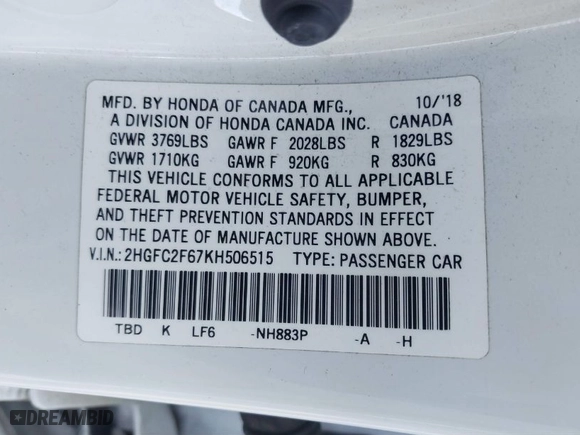 MFD. BY HONDA OF CANADA MFG., 10/'18
A DIVISION OF HONDA CANADA INC. CANADA
GVWR 3769LBS GAWR F 2028LBS R 1829LBS
GVWR 1710KG GAWR F 920KG R 830KG
THIS VEHICLE CONFORMS TO ALL APPLICABLE
FEDERAL MOTOR VEHICLE SAFETY, BUMPER,
AND THEFT PREVENTION STANDARDS IN EFFECT
ON THE DATE OF MANUFACTURE SHOWN ABOVE.
V.I.N.: 2HGFC2F67KH506515 TYPE: PASSENGER CAR
TBD K LF6 -NH883P -A -H
DREAMBID